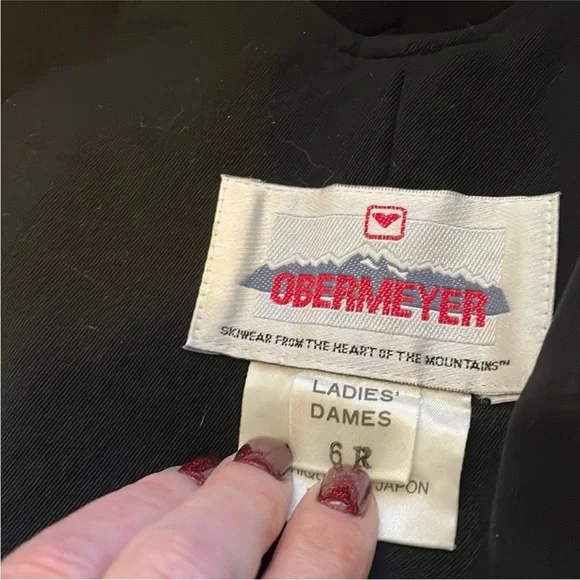 OBERMEYER
SKIWEAR FROM THE HEART OF THE MOUNTAINS™
LADIES'
DAMES
6 R
JAPON